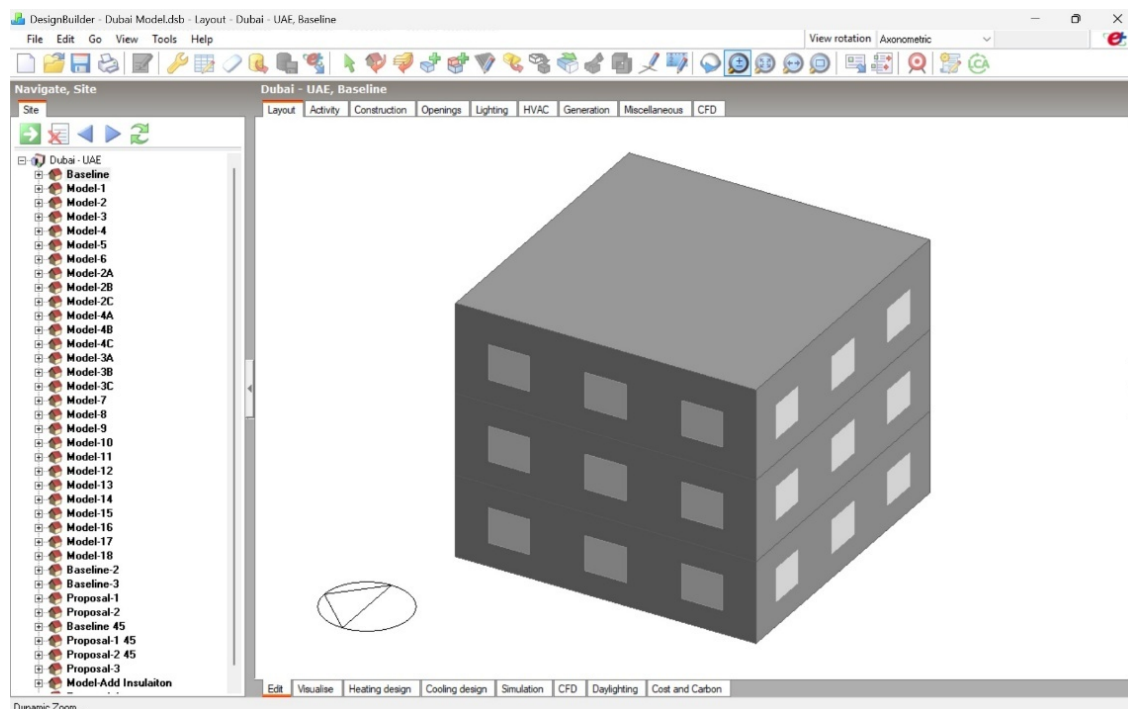 DesignBuilder - Dubai Model.dsb - Layout - Dubai - UAE, Baseline
File Edit Go View Tools Help
View rotation Axonometric
Navigate, Site
Dubai - UAE, Baseline
Site
Layout Activity Construction Openings Lighting HVAC Generation Miscellaneous CFD
Dubai - UAE
Baseline
Model-1
Model-2
Model-3
Model-4
Model-5
Model-6
Model-2A
Model-2B
Model-2C
Model-4A
Model-4B
Model-4C
Model-3A
Model-3B
Model-3C
Model-7
Model-8
Model-9
Model-10
Model-11
Model-12
Model-13
Model-14
Model-15
Model-16
Model-17
Model-18
Baseline-2
Baseline-3
Proposal-1
Proposal-2
Baseline 45
Proposal-1 45
Proposal-2 45
Proposal-3
Model-Add Insulaiton
Edit Visualise Heating design Cooling design Simulation CFD Daylighting Cost and Carbon
Dynamic Zoom